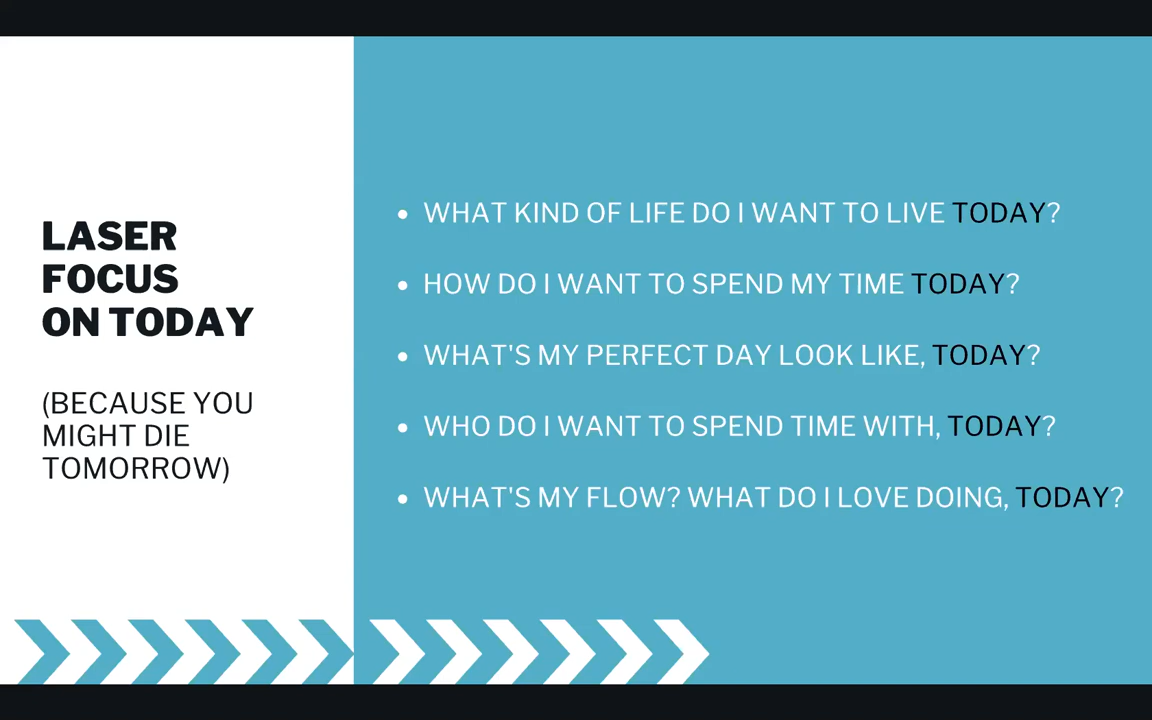 LASER
FOCUS
ON TODAY
(BECAUSE YOU
MIGHT DIE
TOMORROW)
• WHAT KIND OF LIFE DO I WANT TO LIVE TODAY?
• HOW DO I WANT TO SPEND MY TIME TODAY?
• WHAT'S MY PERFECT DAY LOOK LIKE, TODAY?
• WHO DO I WANT TO SPEND TIME WITH, TODAY?
• WHAT'S MY FLOW? WHAT DO I LOVE DOING, TODAY?